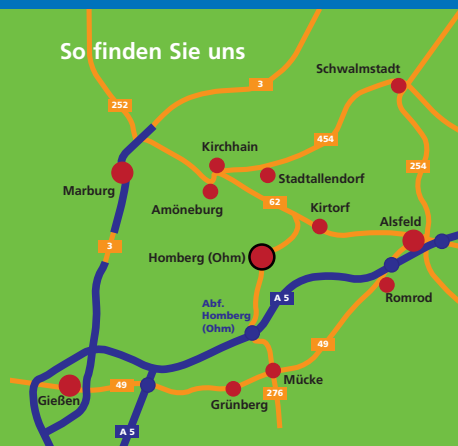 So finden Sie uns
Schwalmstadt
3
252
454
Kirchhain
254
Stadtallendorf
Marburg
62
Amöneburg
Kirtorf
Alsfeld
3
Homberg (Ohm)
A 5
Romrod
Abf.
Homberg
(Ohm)
49
Mücke
49
276
Gießen
Grünberg
A 5